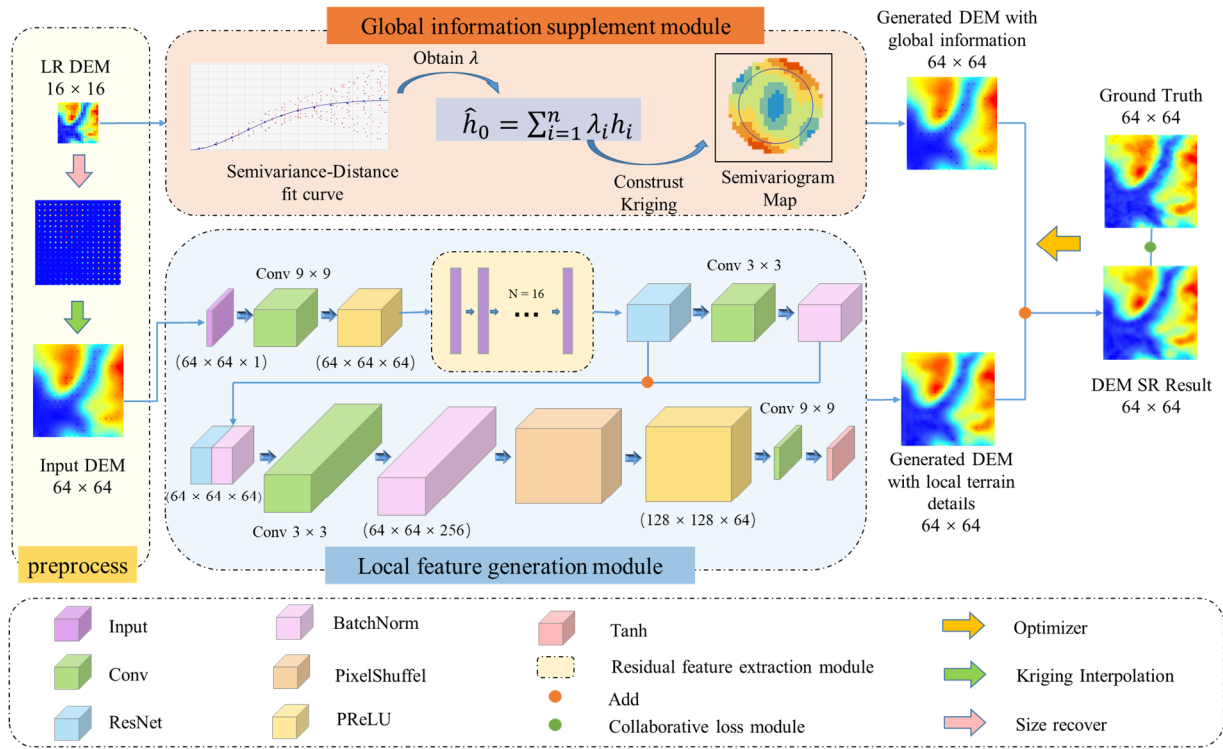 Global information supplement module
LR DEM
16 × 16
Obtain λ
ĥ₀ = ∑ⁿᵢ₌₁ λᵢhᵢ
Semivariance-Distance
fit curve
Construst
Kriging
Semivariogram
Map
Generated DEM with
global information
64 × 64
Ground Truth
64 × 64
Input DEM
64 × 64
preprocess
Conv 9 × 9
(64 × 64 × 1)
(64 × 64 × 64)
N = 16
...
Conv 3 × 3
(64 × 64 × 64)
Conv 3 × 3
(64 × 64 × 256)
(128 × 128 × 64)
Conv 9 × 9
Local feature generation module
Generated DEM
with local terrain
details
64 × 64
DEM SR Result
64 × 64
Input
Conv
ResNet
BatchNorm
PixelShuffel
PReLU
Tanh
Residual feature extraction module
Add
Collaborative loss module
Optimizer
Kriging Interpolation
Size recover